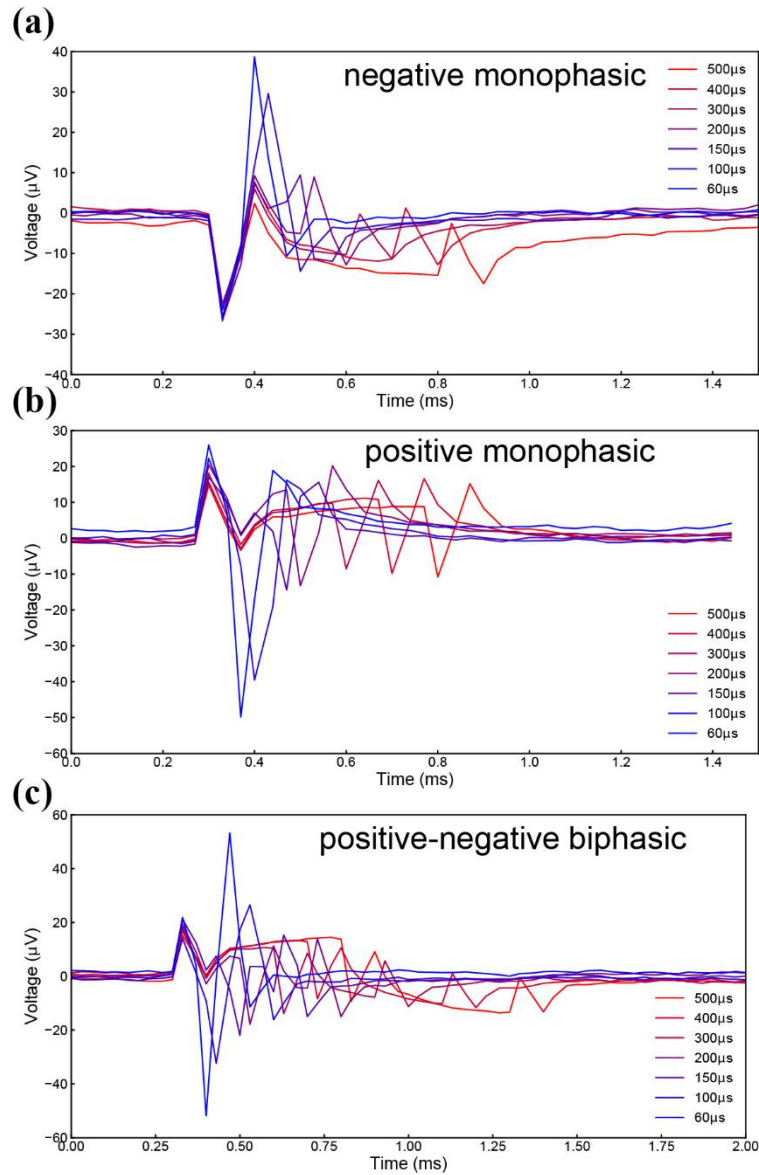 (a)
negative monophasic
40
30
20
10
0
−10
−20
−30
−40
Voltage (µV)
500µs
400µs
300µs
200µs
150µs
100µs
60µs
0.0 0.2 0.4 0.6 0.8 1.0 1.2 1.4
Time (ms)
(b)
positive monophasic
30
20
10
0
−10
−20
−30
−40
−50
−60
Voltage (µV)
500µs
400µs
300µs
200µs
150µs
100µs
60µs
0.0 0.2 0.4 0.6 0.8 1.0 1.2 1.4
Time (ms)
(c)
positive-negative biphasic
60
40
20
0
−20
−40
−60
Voltage (µV)
500µs
400µs
300µs
200µs
150µs
100µs
60µs
0.00 0.25 0.50 0.75 1.00 1.25 1.50 1.75 2.00
Time (ms)